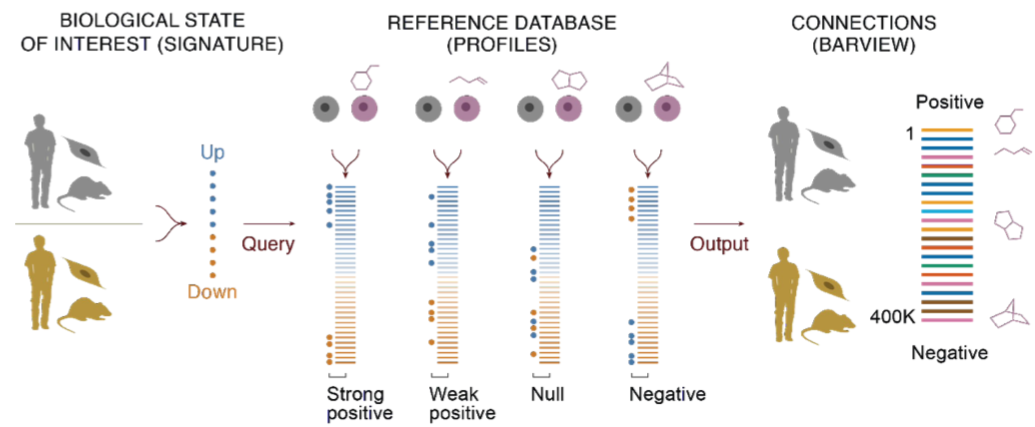 BIOLOGICAL STATE
OF INTEREST (SIGNATURE)
REFERENCE DATABASE
(PROFILES)
CONNECTIONS
(BARVIEW)
Up
Down
Query
Strong
positive
Weak
positive
Null
Negative
Output
Positive
1
400K
Negative